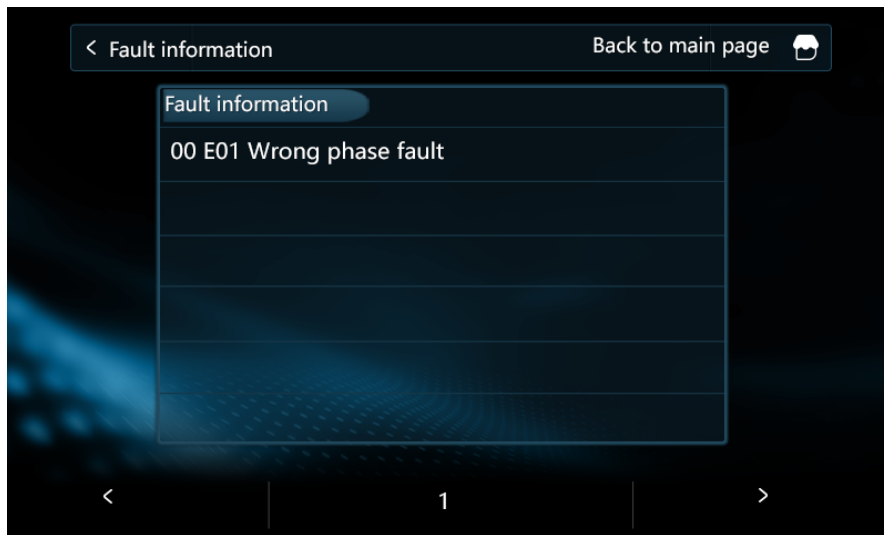 < Fault information
Back to main page
Fault information
00 E01 Wrong phase fault
< 1 >